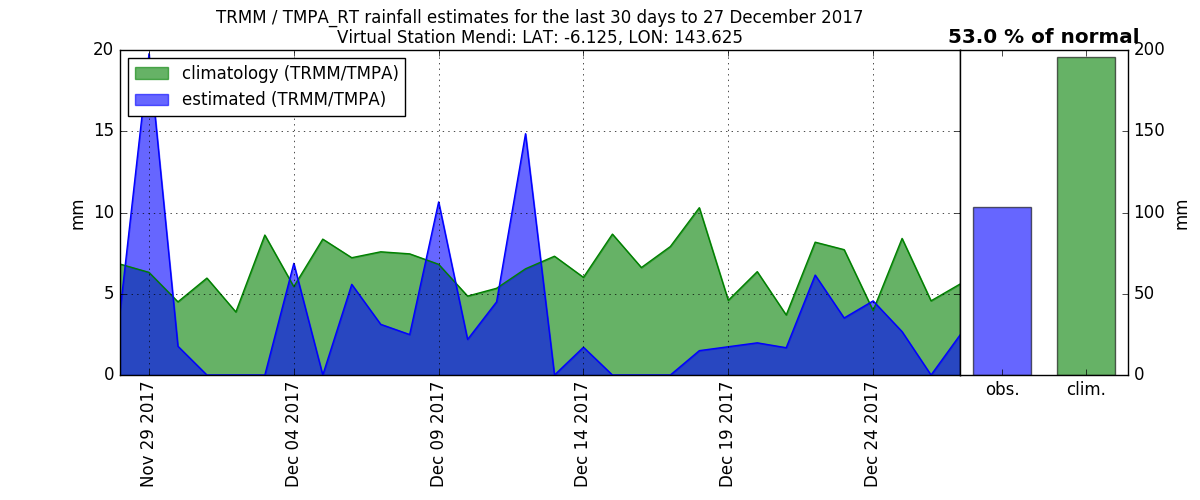 TRMM / TMPA_RT rainfall estimates for the last 30 days to 27 December 2017
Virtual Station Mendi: LAT: -6.125, LON: 143.625
53.0 % of normal
climatology (TRMM/TMPA)
estimated (TRMM/TMPA)
mm
20
15
10
5
0
Nov 29 2017
Dec 04 2017
Dec 09 2017
Dec 14 2017
Dec 19 2017
Dec 24 2017
obs.
clim.
200
150
100
50
0
mm